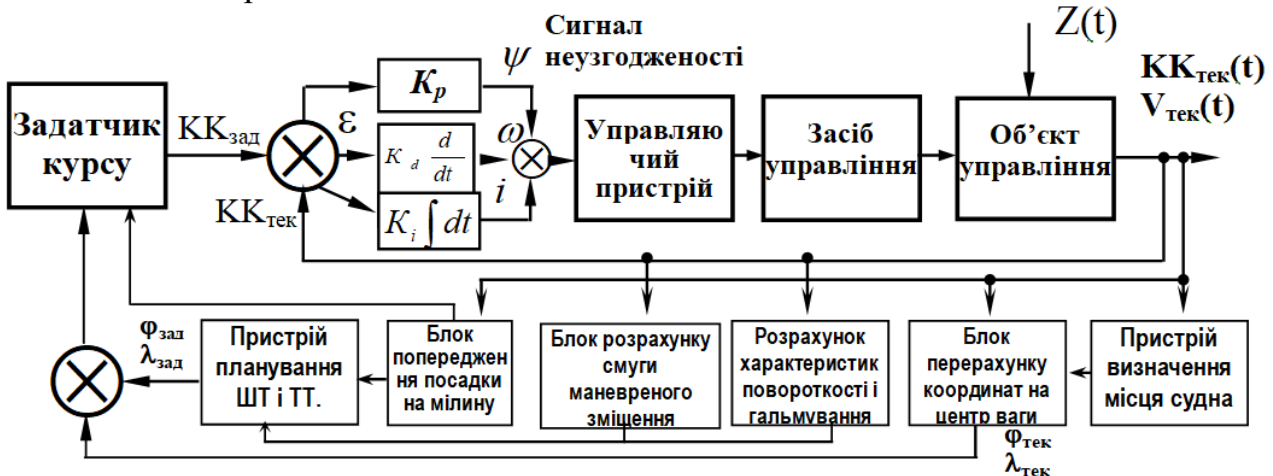 Сигнал
неузгодженості
Z(t)
KKтек(t)
Vтек(t)
Задатчик
курсу
KKзад
ε
KKтек
Kp
ψ
K d d/dt
ω
Ki ∫ dt
i
Управляю
чий
пристрій
Засіб
управління
Об’єкт
управління
φзад
λзад
Пристрій
планування
ШТ і ТТ.
Блок
попереджен
ня посадки
на мілину
Блок розрахунку
смуги
маневреного
зміщення
Розрахунок
характеристик
повороткості і
гальмування
Блок
перерахунку
координат на
центр ваги
Пристрій
визначення
місця судна
φтек
λтек